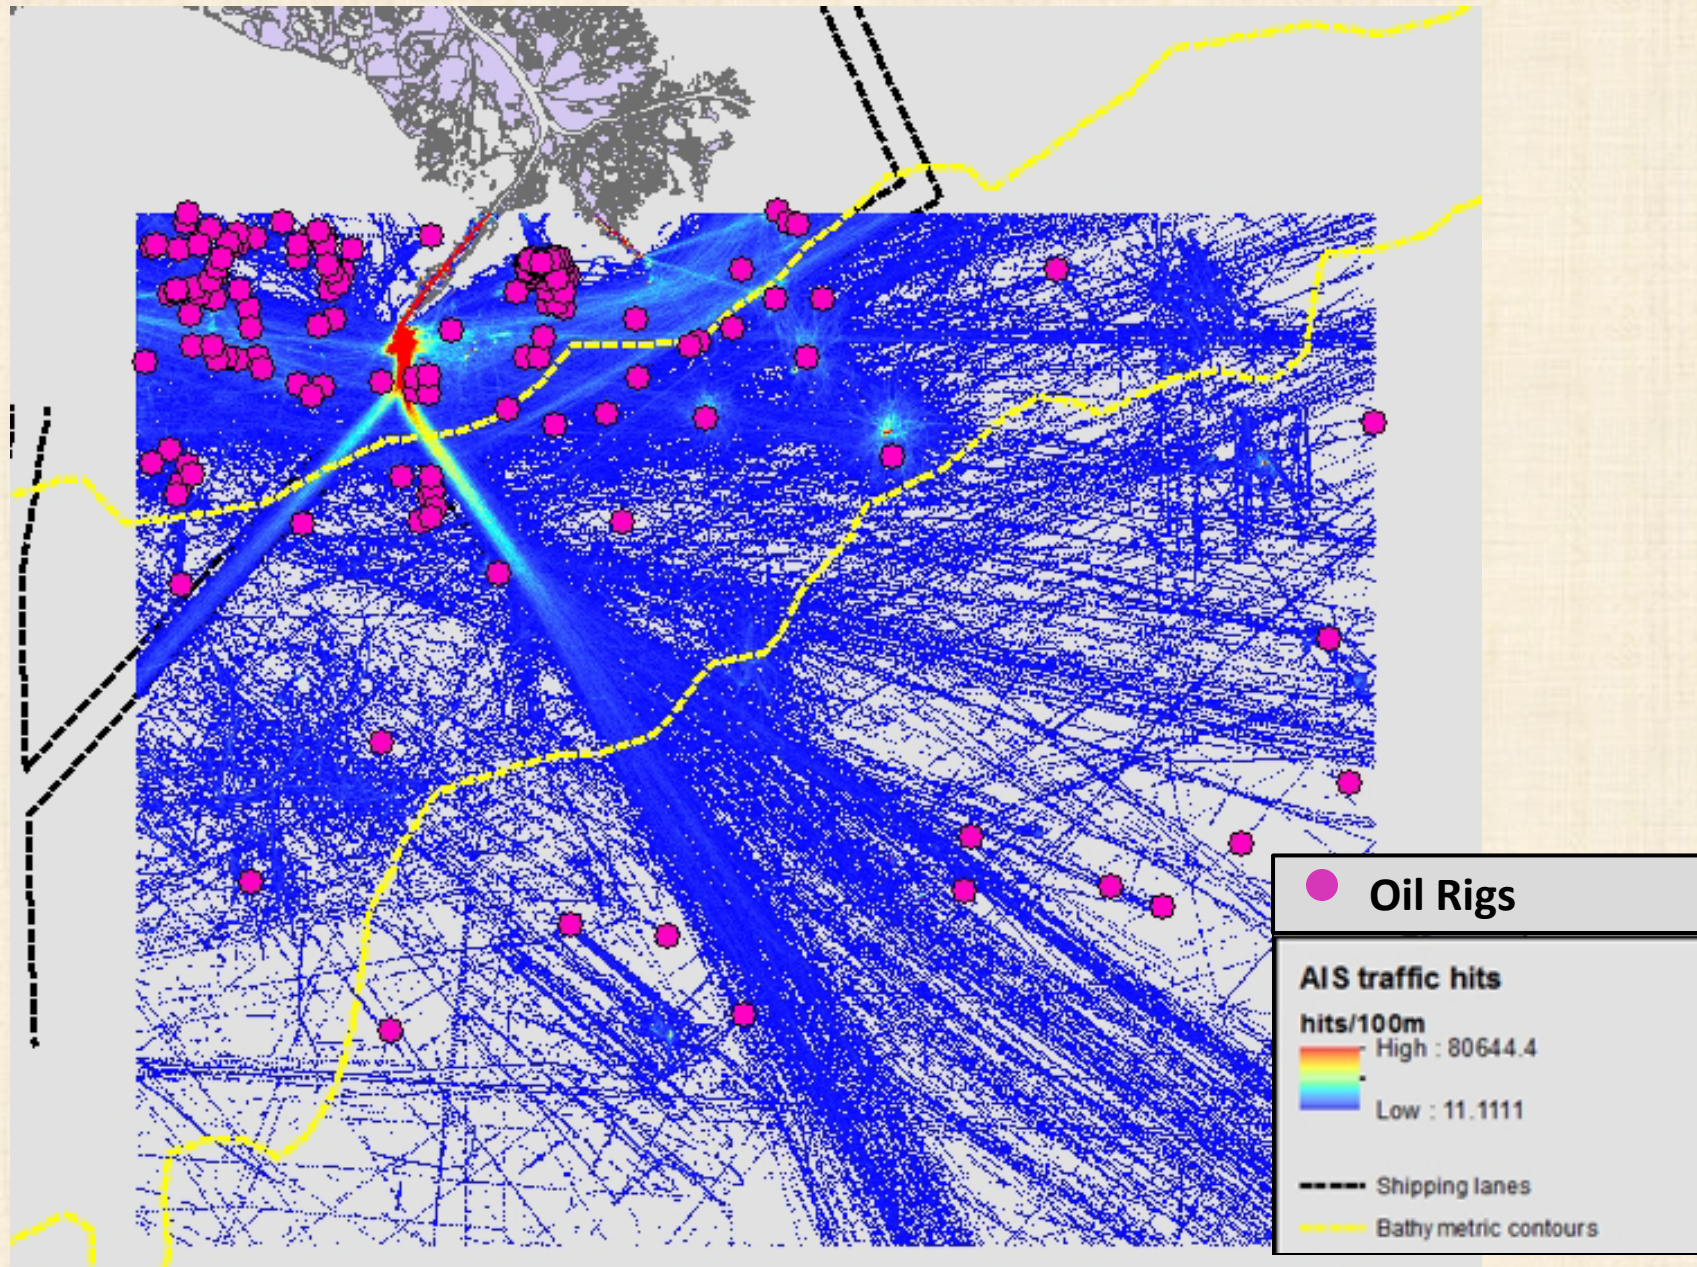 Oil Rigs
AIS traffic hits
hits/100m
High : 80644.4
Low : 11.1111
Shipping lanes
Bathymetric contours